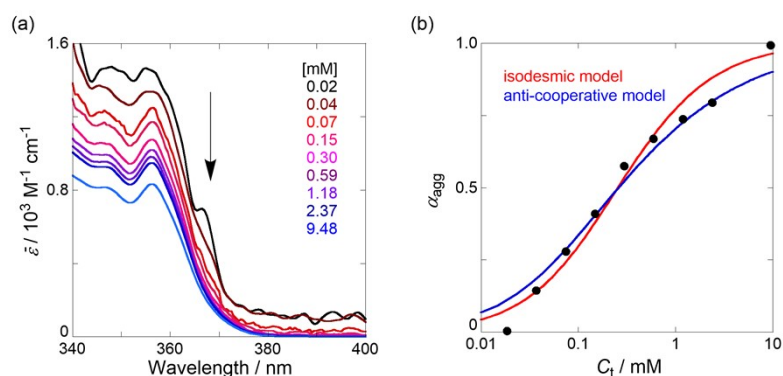 (a)
1.6
0.8
0
ε̄ / 10³ M⁻¹ cm⁻¹
[mM]
0.02
0.04
0.07
0.15
0.30
0.59
1.18
2.37
9.48
340 360 380 400
Wavelength / nm
(b)
1.0
0.5
0
α_agg
isodesmic model
anti-cooperative model
0.01 0.1 1 10
C_t / mM